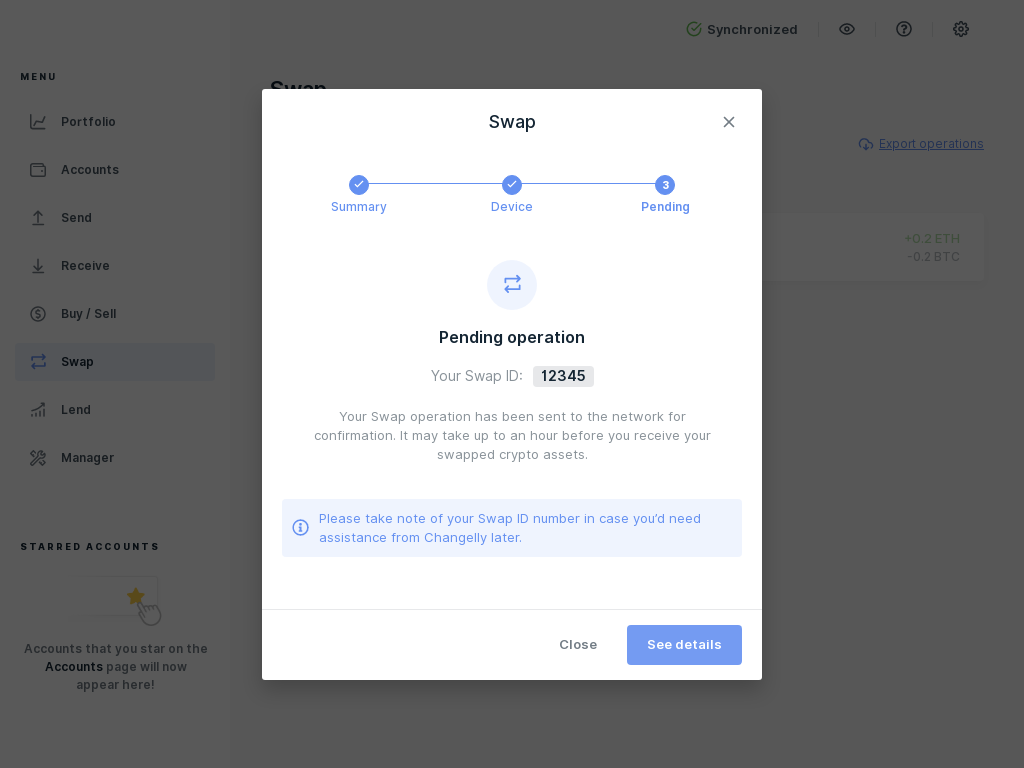 Synchronized
MENU
Portfolio
Accounts
Send
Receive
Buy / Sell
Swap
Lend
Manager
STARRED ACCOUNTS
Accounts that you star on the
Accounts page will now
appear here!
Swap
Export operations
+0.2 ETH
-0.2 BTC
Swap
Summary
Device
3
Pending
Pending operation
Your Swap ID: 12345
Your Swap operation has been sent to the network for
confirmation. It may take up to an hour before you receive your
swapped crypto assets.
Please take note of your Swap ID number in case you’d need
assistance from Changelly later.
Close
See details